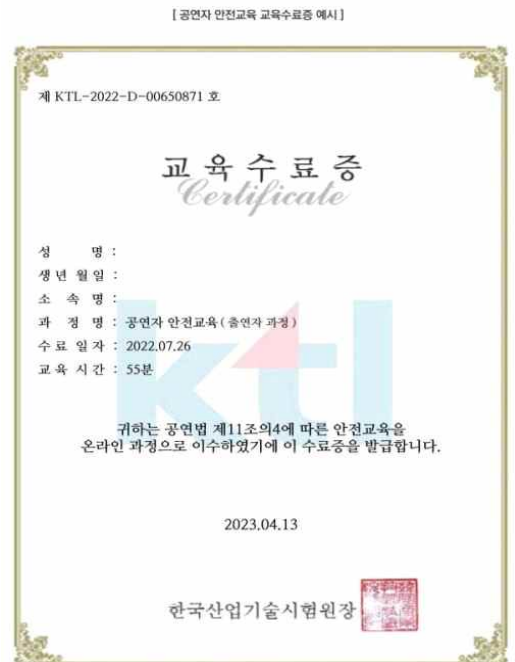 [ 공연자 안전교육 교육수료증 예시 ]
제 KTL-2022-D-00650871 호
교육수료증
Certificate
성 명 :
생년월일 :
소 속 명 :
과 정 명 : 공연자 안전교육 ( 출연자 과정 )
수료 일자 : 2022.07.26
교육 시간 : 55분
ktl
귀하는 공연법 제11조의4에 따른 안전교육을
온라인 과정으로 이수하였기에 이 수료증을 발급합니다.
2023.04.13
한국산업기술시험원장